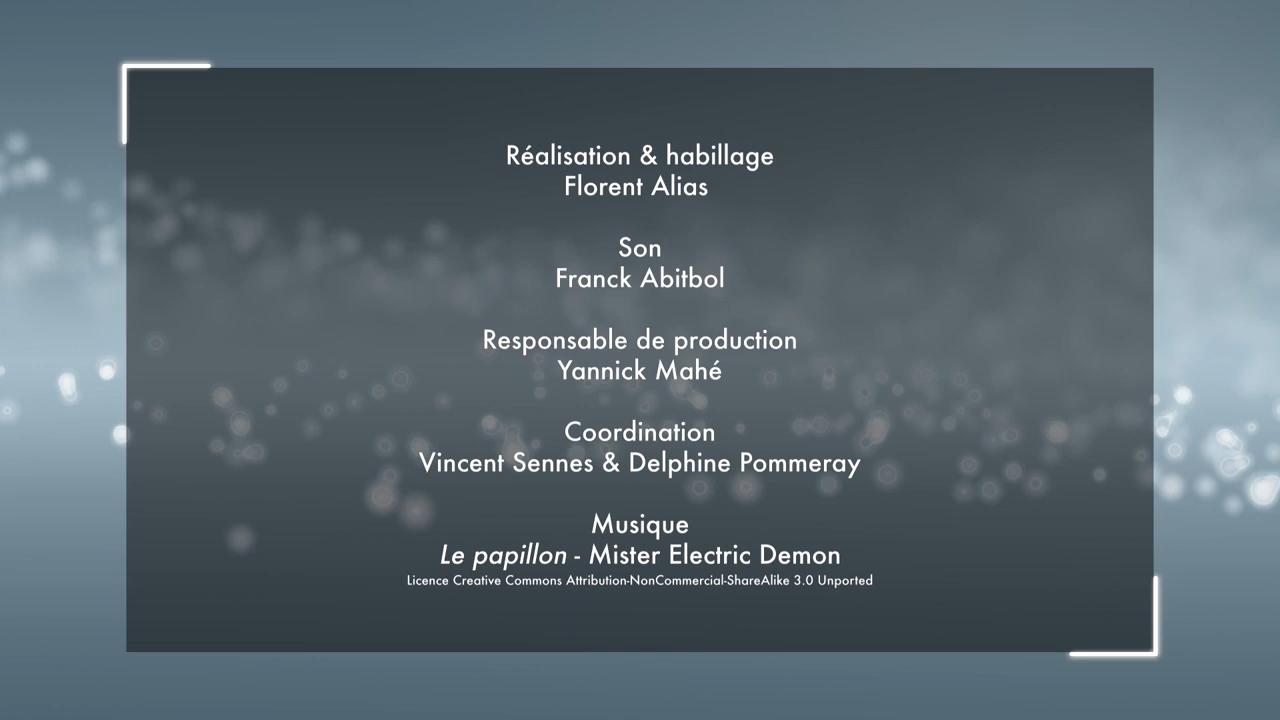 Réalisation & habillage
Florent Alias
Son
Franck Abitbol
Responsable de production
Yannick Mahé
Coordination
Vincent Sennes & Delphine Pommeray
Musique
Le papillon - Mister Electric Demon
Licence Creative Commons Attribution-NonCommercial-ShareAlike 3.0 Unported